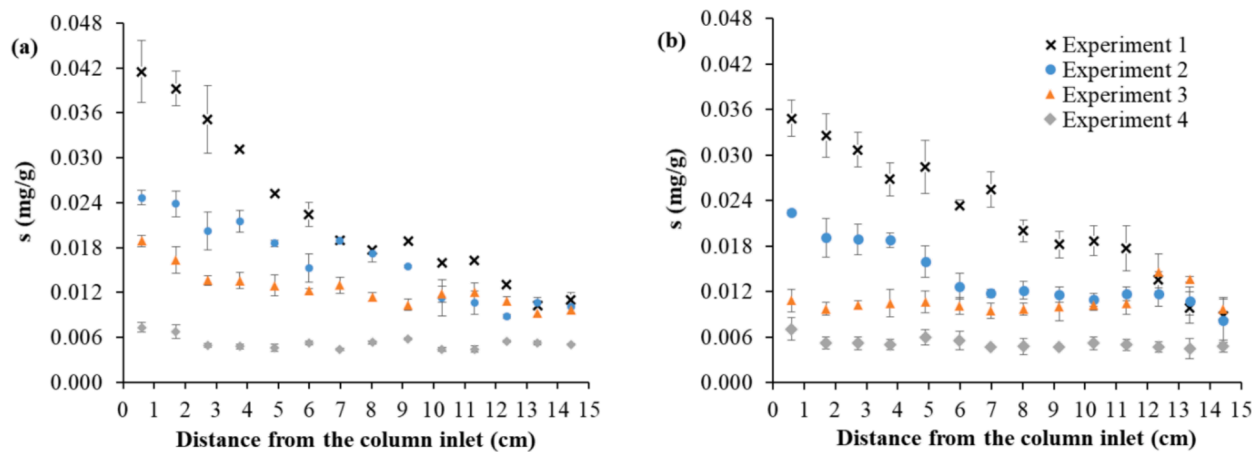 (a)
s (mg/g)
0.048
0.042
0.036
0.030
0.024
0.018
0.012
0.006
0.000
0 1 2 3 4 5 6 7 8 9 10 11 12 13 14 15
Distance from the column inlet (cm)
(b)
s (mg/g)
0.048
0.042
0.036
0.030
0.024
0.018
0.012
0.006
0.000
0 1 2 3 4 5 6 7 8 9 10 11 12 13 14 15
Distance from the column inlet (cm)
Experiment 1
Experiment 2
Experiment 3
Experiment 4